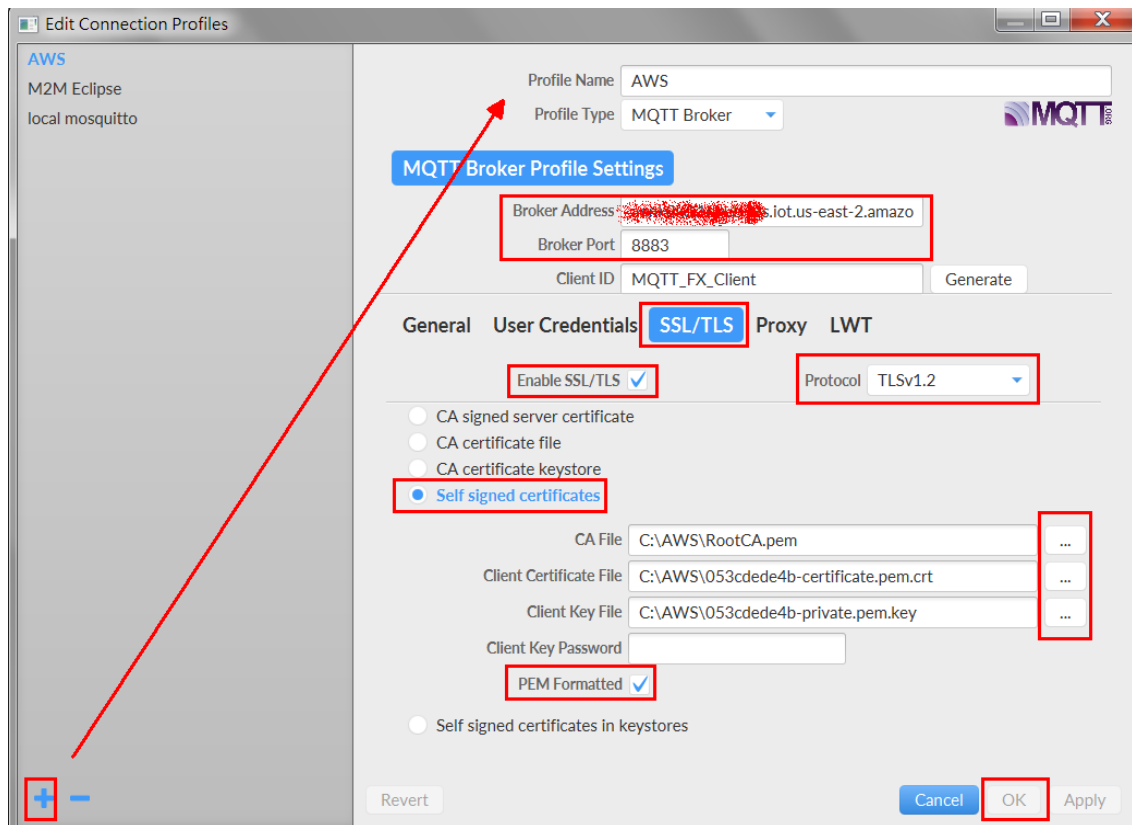 Edit Connection Profiles
AWS
M2M Eclipse
local mosquitto
Profile Name AWS
Profile Type MQTT Broker
MQTT.ORG
MQTT Broker Profile Settings
Broker Address s.iot.us-east-2.amazo
Broker Port 8883
Client ID MQTT_FX_Client Generate
General User Credentials SSL/TLS Proxy LWT
Enable SSL/TLS Protocol TLSv1.2
CA signed server certificate
CA certificate file
CA certificate keystore
Self signed certificates
CA File C:\AWS\RootCA.pem ...
Client Certificate File C:\AWS\053cdede4b-certificate.pem.crt ...
Client Key File C:\AWS\053cdede4b-private.pem.key ...
Client Key Password
PEM Formatted
Self signed certificates in keystores
Revert Cancel OK Apply